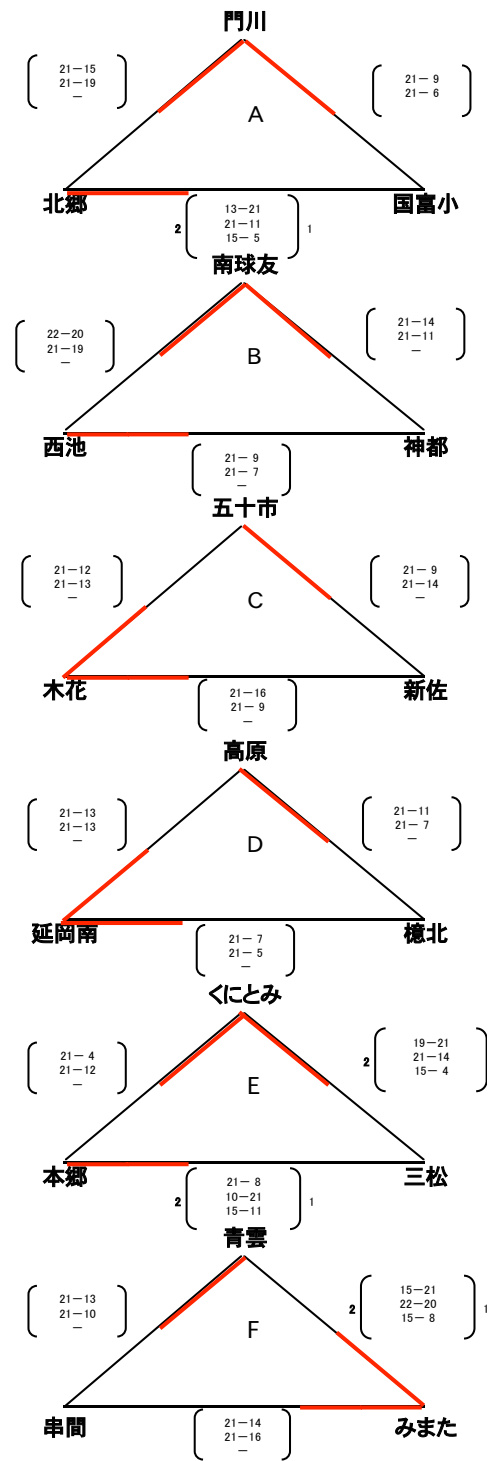 門川
21－15
21－19
－
21－ 9
21－ 6
A
北郷
国富小
2
13－21
21－11
15－ 5
1
南球友
22－20
21－19
－
21－14
21－11
－
B
西池
神都
21－ 9
21－ 7
－
五十市
21－12
21－13
－
21－ 9
21－14
－
C
木花
新佐
21－16
21－ 9
－
高原
21－13
21－13
－
21－11
21－ 7
－
D
延岡南
檍北
21－ 7
21－ 5
－
くにとみ
21－ 4
21－12
－
2
19－21
21－14
15－ 4
E
本郷
三松
2
21－ 8
10－21
15－11
1
青雲
21－13
21－10
－
2
15－21
22－20
15－ 8
1
F
串間
みまた
21－14
21－16
－